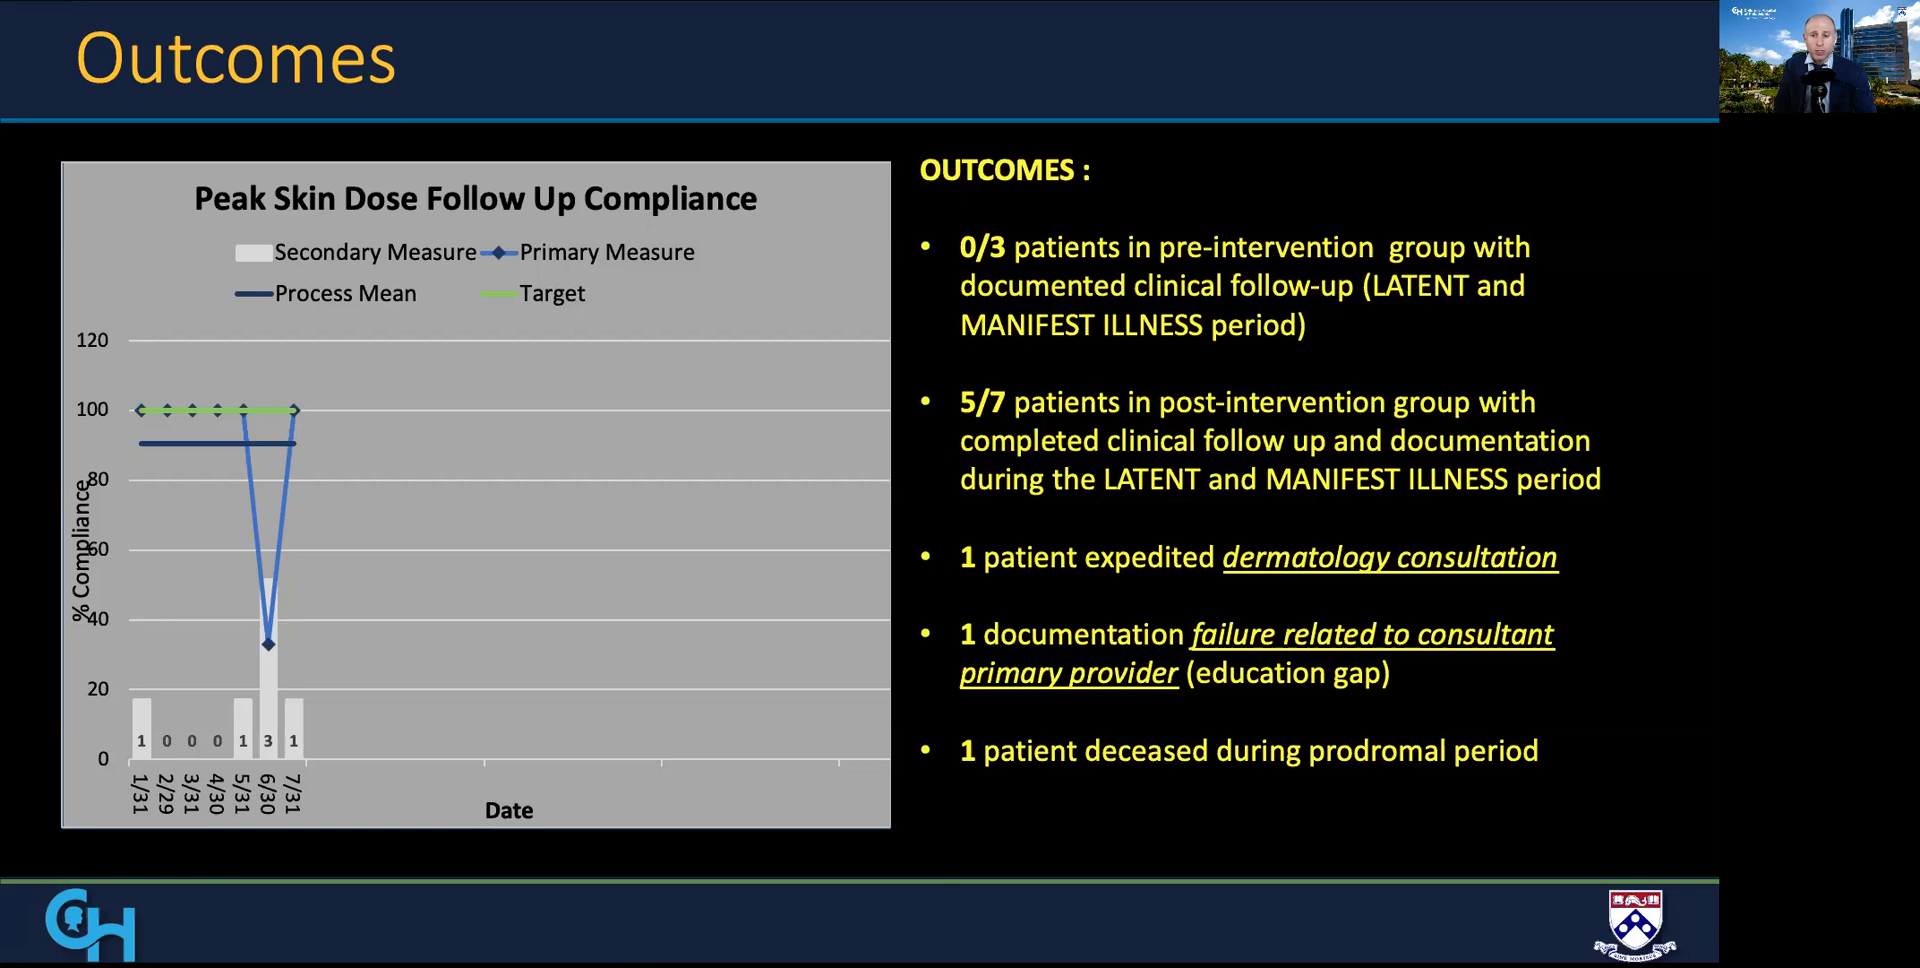 Outcomes
Peak Skin Dose Follow Up Compliance
Secondary Measure
Primary Measure
Process Mean
Target
120
100
80
60
40
20
0
% Compliance
1
0
0
0
1
3
1
1/31
2/29
3/31
4/30
5/31
6/30
7/31
Date
OUTCOMES :
• 0/3 patients in pre-intervention group with
documented clinical follow-up (LATENT and
MANIFEST ILLNESS period)
• 5/7 patients in post-intervention group with
completed clinical follow up and documentation
during the LATENT and MANIFEST ILLNESS period
• 1 patient expedited dermatology consultation
• 1 documentation failure related to consultant
primary provider (education gap)
• 1 patient deceased during prodromal period
CH